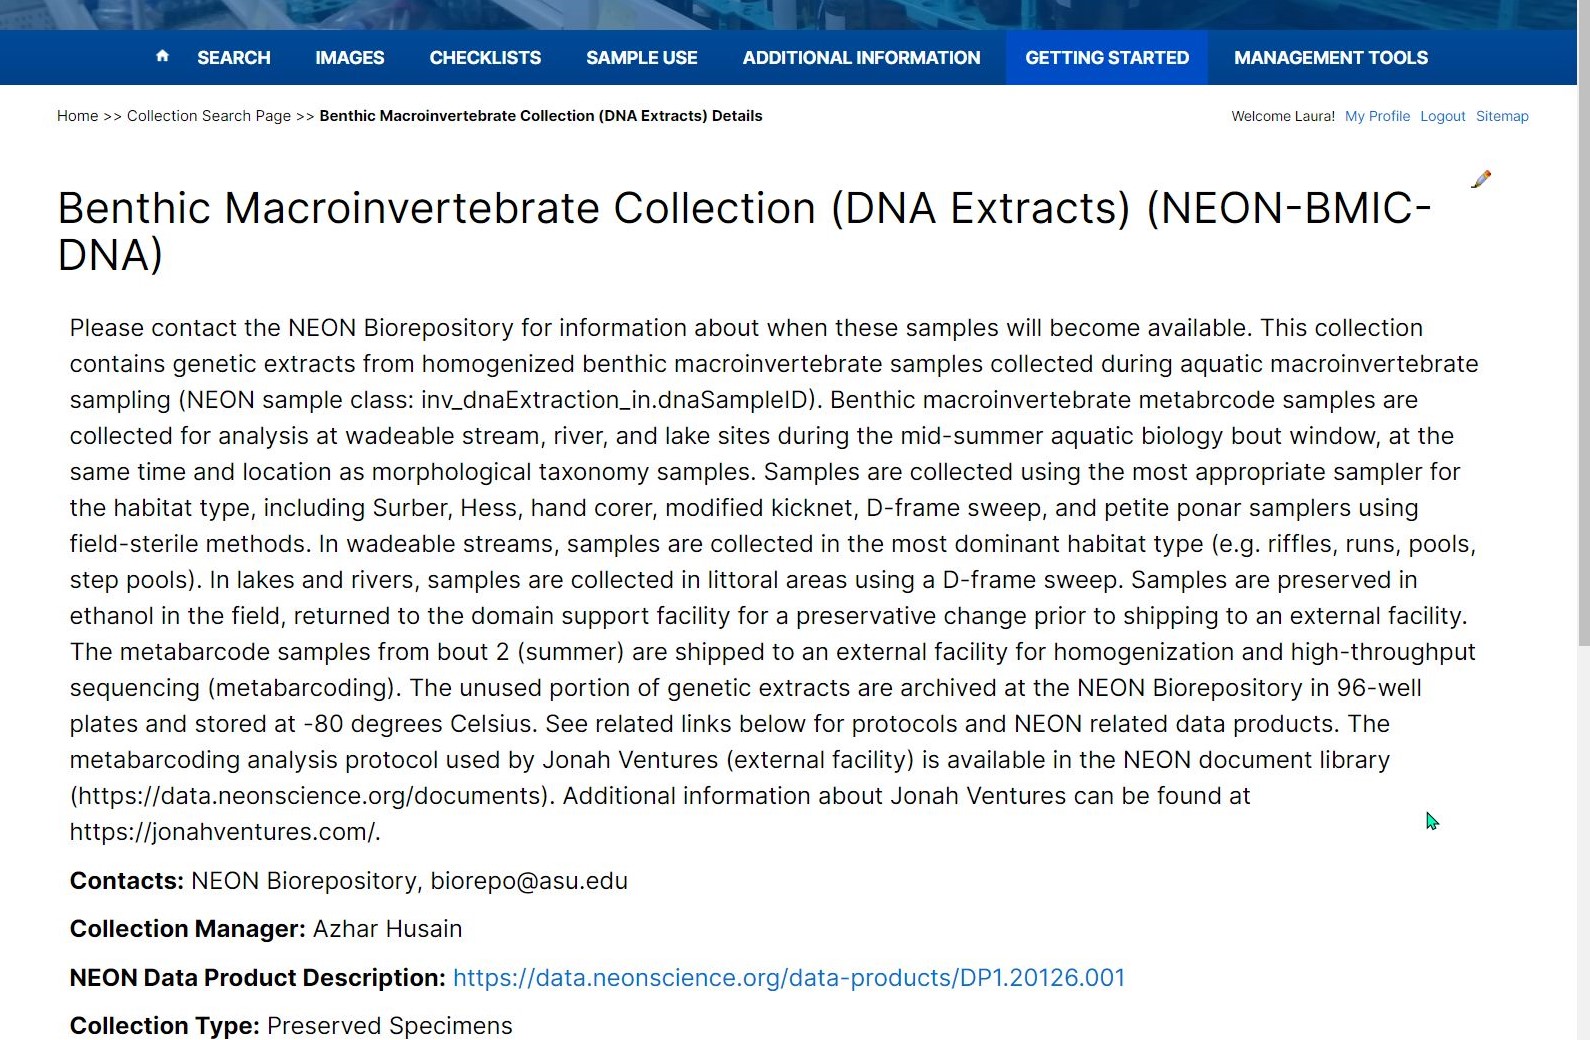 SEARCH IMAGES CHECKLISTS SAMPLE USE ADDITIONAL INFORMATION GETTING STARTED MANAGEMENT TOOLS
Home >> Collection Search Page >> Benthic Macroinvertebrate Collection (DNA Extracts) Details
Welcome Laura! My Profile Logout Sitemap
Benthic Macroinvertebrate Collection (DNA Extracts) (NEON-BMIC-
DNA)
Please contact the NEON Biorepository for information about when these samples will become available. This collection
contains genetic extracts from homogenized benthic macroinvertebrate samples collected during aquatic macroinvertebrate
sampling (NEON sample class: inv_dnaExtraction_in.dnaSampleID). Benthic macroinvertebrate metabrcode samples are
collected for analysis at wadeable stream, river, and lake sites during the mid-summer aquatic biology bout window, at the
same time and location as morphological taxonomy samples. Samples are collected using the most appropriate sampler for
the habitat type, including Surber, Hess, hand corer, modified kicknet, D-frame sweep, and petite ponar samplers using
field-sterile methods. In wadeable streams, samples are collected in the most dominant habitat type (e.g. riffles, runs, pools,
step pools). In lakes and rivers, samples are collected in littoral areas using a D-frame sweep. Samples are preserved in
ethanol in the field, returned to the domain support facility for a preservative change prior to shipping to an external facility.
The metabarcode samples from bout 2 (summer) are shipped to an external facility for homogenization and high-throughput
sequencing (metabarcoding). The unused portion of genetic extracts are archived at the NEON Biorepository in 96-well
plates and stored at -80 degrees Celsius. See related links below for protocols and NEON related data products. The
metabarcoding analysis protocol used by Jonah Ventures (external facility) is available in the NEON document library
(https://data.neonscience.org/documents). Additional information about Jonah Ventures can be found at
https://jonahventures.com/.
Contacts: NEON Biorepository, biorepo@asu.edu
Collection Manager: Azhar Husain
NEON Data Product Description: https://data.neonscience.org/data-products/DP1.20126.001
Collection Type: Preserved Specimens